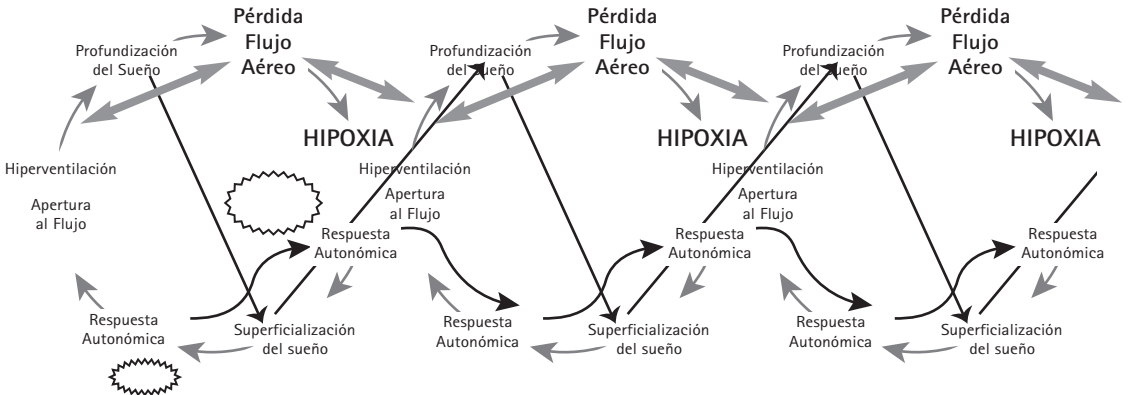 Pérdida
Flujo
Aéreo
Profundización
del Sueño
HIPOXIA
Hiperventilación
Apertura
al Flujo
Respuesta
Autonómica
Respuesta
Autonómica
Superficialización
del sueño
Pérdida
Flujo
Aéreo
Profundización
del Sueño
HIPOXIA
Hiperventilación
Apertura
al Flujo
Respuesta
Autonómica
Respuesta
Autonómica
Superficialización
del sueño
Pérdida
Flujo
Aéreo
Profundización
del Sueño
HIPOXIA
Hiperventilación
Apertura
al Flujo
Respuesta
Autonómica
Respuesta
Autonómica
Superficialización
del sueño